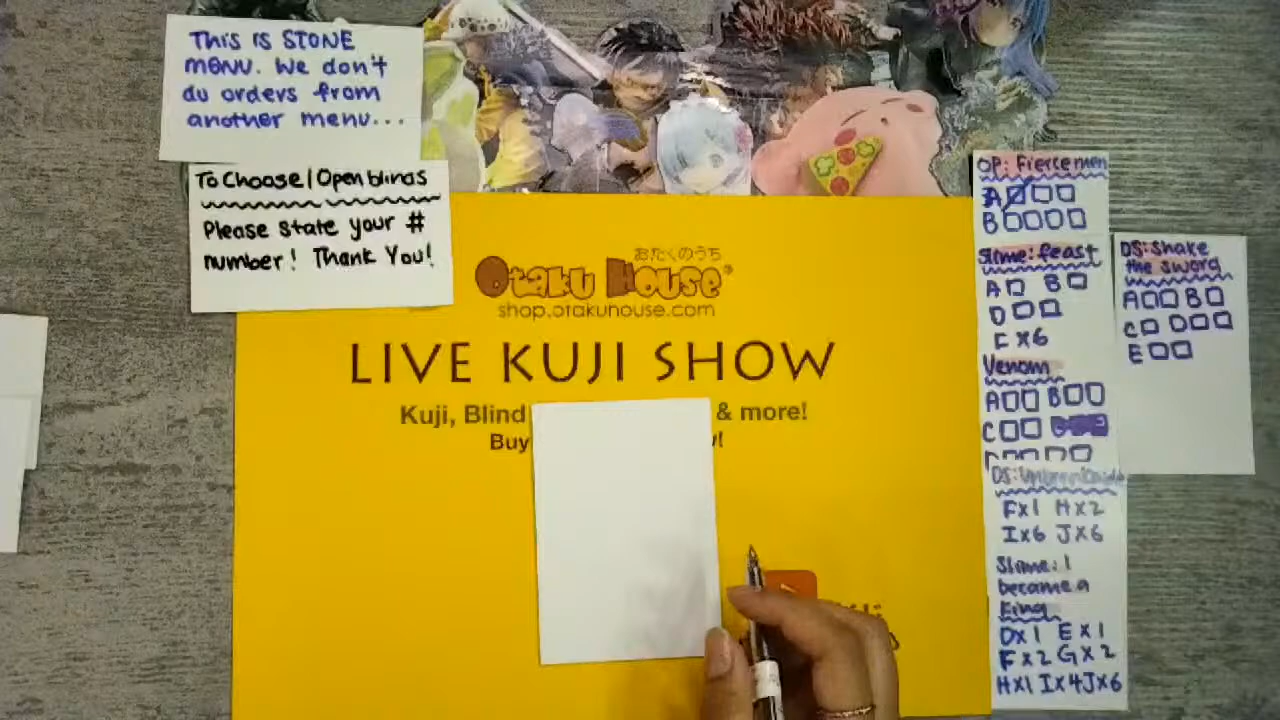 This is STONE
MENU. We don't
do orders from
another menu...
To Choose/Open blinds
Please state your #
number! Thank You!
おたくのうち
Otaku House®
shop.otakuhouse.com
LIVE KUJI SHOW
Kuji, Blind & more!
Buy
OP: Fierce men
A
B
Slime: feast
A B
D
F x6
Venom
A B
C
D
DS:
F x1 H x2
I x6 J x6
Slime: I
became a
King
D x1 E x1
F x2 G x2
H x1 I x4 J x6
DS: Shake
the sword
A B
C D
E